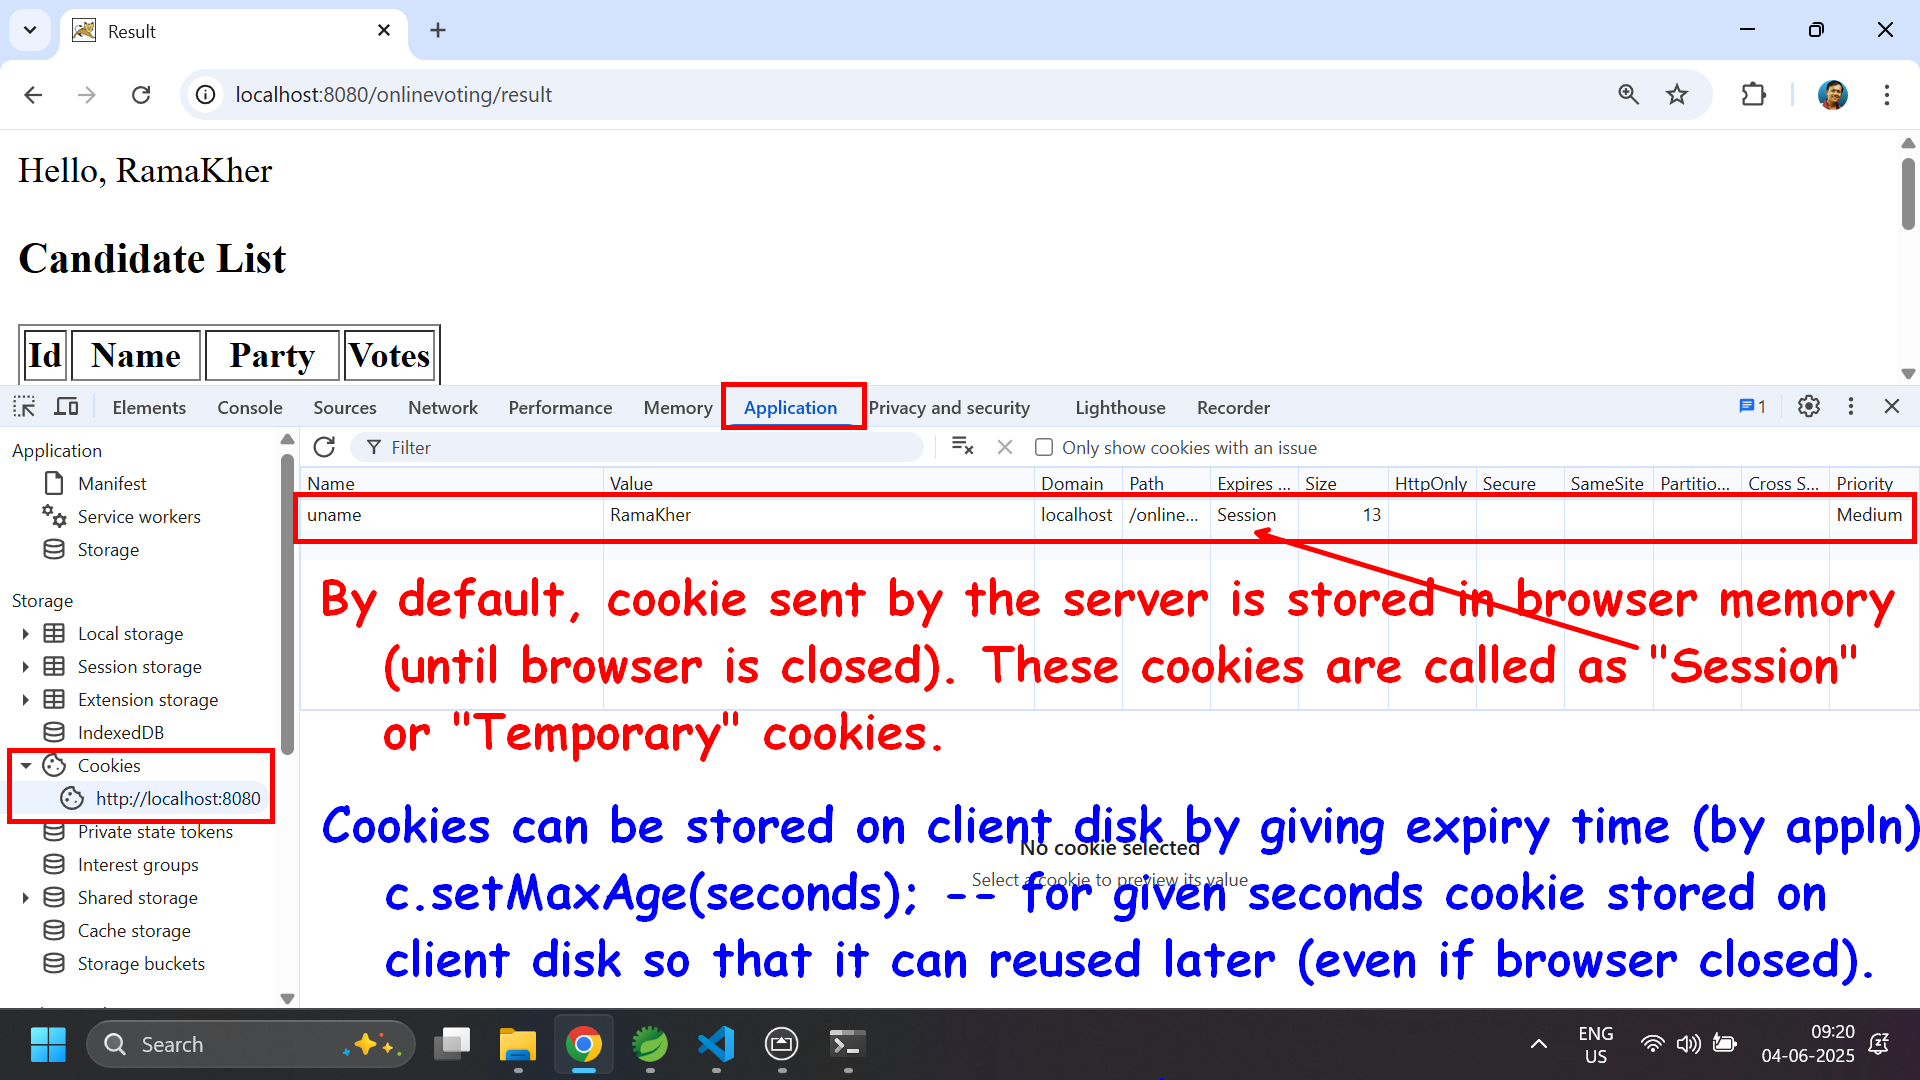 Result
localhost:8080/onlinevoting/result
Hello, RamaKher
Candidate List
Id Name Party Votes
Elements Console Sources Network Performance Memory Application Privacy and security Lighthouse Recorder 1
Application
Filter
Only show cookies with an issue
Manifest
Service workers
Storage
Name Value Domain Path Expires ... Size HttpOnly Secure SameSite Partitio... Cross S... Priority
uname RamaKher localhost /online... Session 13 Medium
Storage
Local storage
Session storage
Extension storage
IndexedDB
Cookies
http://localhost:8080
Private state tokens
Interest groups
Shared storage
Cache storage
Storage buckets
By default, cookie sent by the server is stored in browser memory
(until browser is closed). These cookies are called as "Session"
or "Temporary" cookies.
Cookies can be stored on client disk by giving expiry time (by appln)
No cookie selected
Select a cookie to preview its value
c.setMaxAge(seconds); -- for given seconds cookie stored on
client disk so that it can reused later (even if browser closed).
Search
ENG
US
09:20
04-06-2025